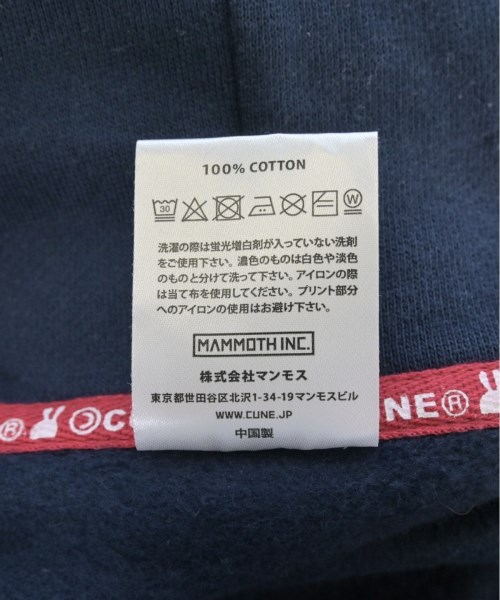 100% COTTON
30
W
洗濯の際は蛍光増白剤が入っていない洗剤
をご使用下さい。濃色のものは白色や淡色
のものと分けて洗って下さい。アイロンの際
は当て布を使用してください。プリント部分
へのアイロンの使用はお避け下さい。
MAMMOTH INC.
株式会社マンモス
東京都世田谷区北沢1-34-19マンモスビル
WWW.CUNE.JP
中国製
® CU
UNE®